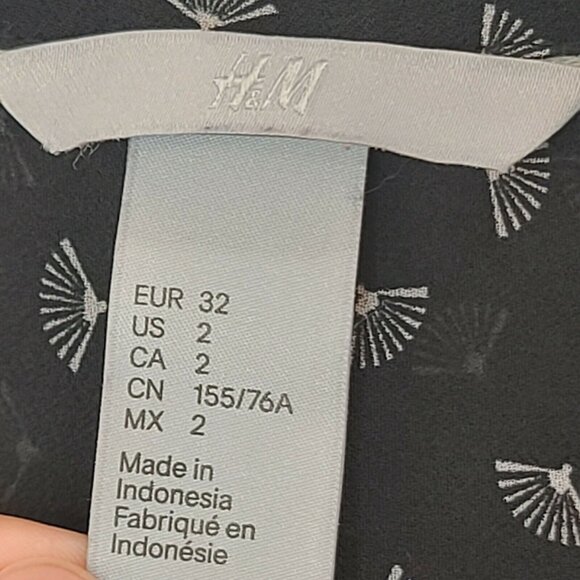 H&M
EUR 32
US 2
CA 2
CN 155/76A
MX 2
Made in
Indonesia
Fabriqué en
Indonésie